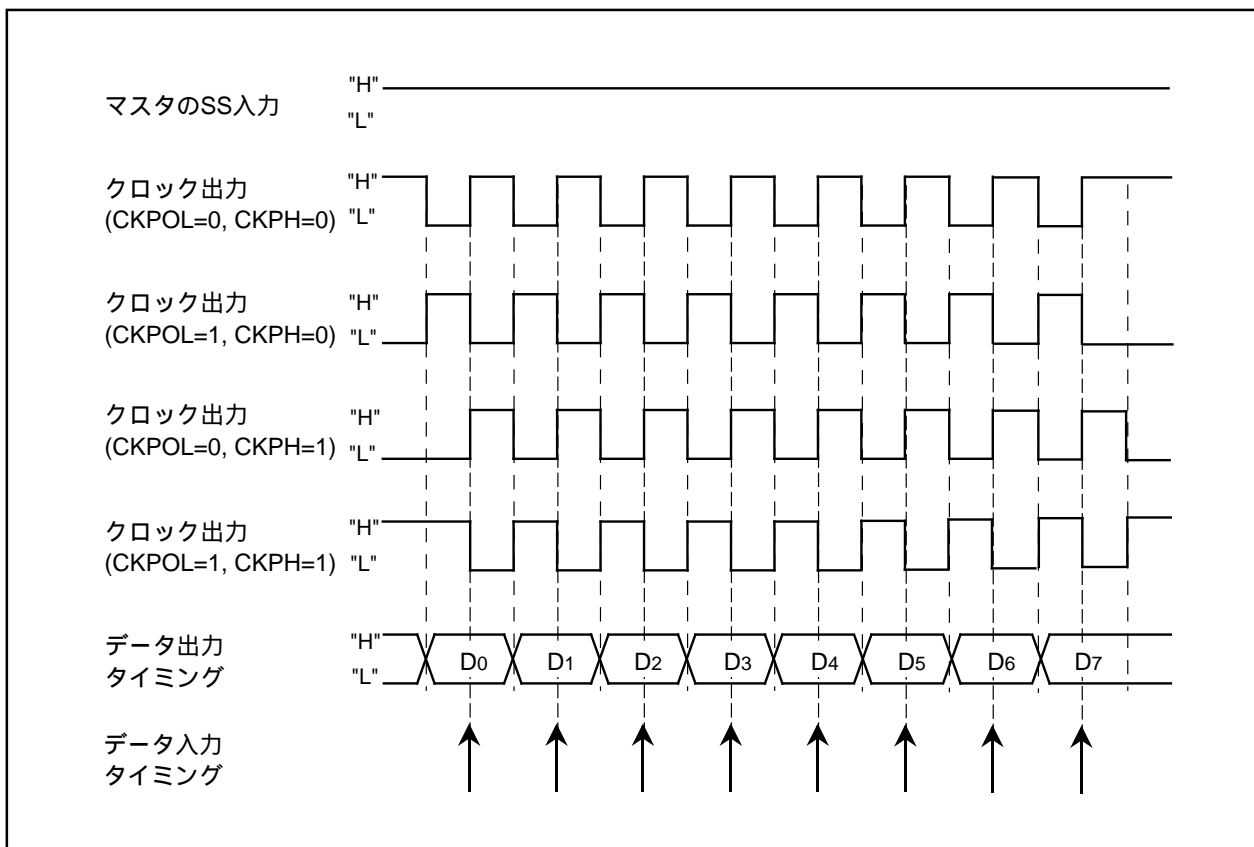 マスタのSS入力
"H"
"L"
クロック出力
(CKPOL=0, CKPH=0)
"H"
"L"
クロック出力
(CKPOL=1, CKPH=0)
"H"
"L"
クロック出力
(CKPOL=0, CKPH=1)
"H"
"L"
クロック出力
(CKPOL=1, CKPH=1)
"H"
"L"
データ出力
タイミング
"H"
"L"
D0 D1 D2 D3 D4 D5 D6 D7
データ入力
タイミング